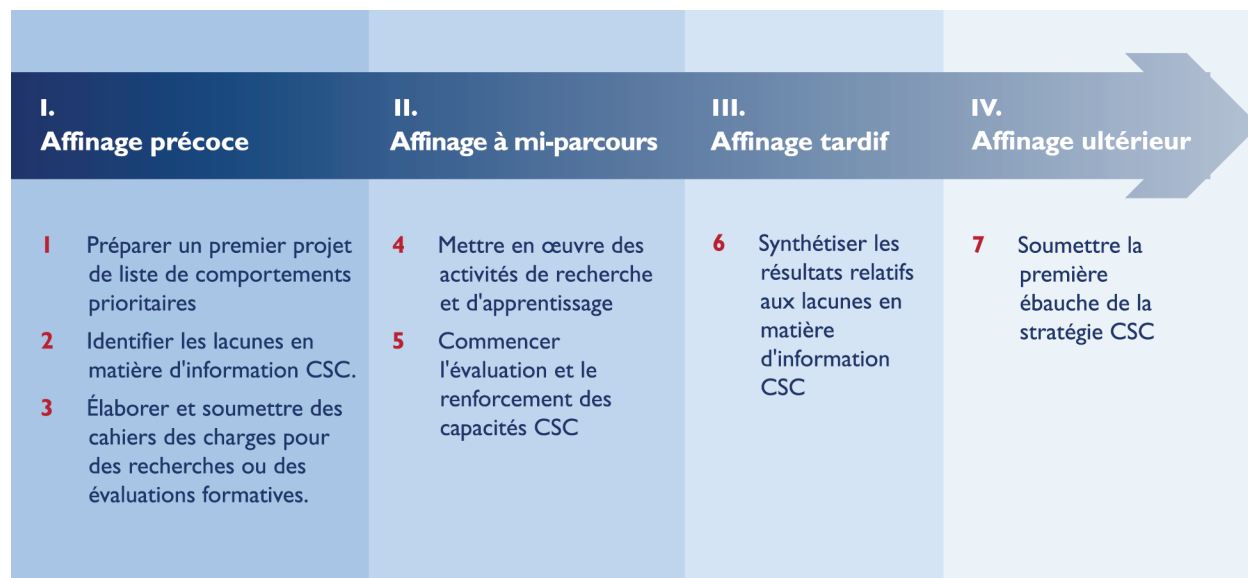 I.
Affinage précoce
1 Préparer un premier projet
de liste de comportements
prioritaires
2 Identifier les lacunes en
matière d'information CSC.
3 Élaborer et soumettre des
cahiers des charges pour
des recherches ou des
évaluations formatives.
II.
Affinage à mi-parcours
4 Mettre en œuvre des
activités de recherche
et d'apprentissage
5 Commencer
l'évaluation et le
renforcement des
capacités CSC
III.
Affinage tardif
6 Synthétiser les
résultats relatifs
aux lacunes en
matière
d'information
CSC
IV.
Affinage ultérieur
7 Soumettre la
première
ébauche de la
stratégie CSC